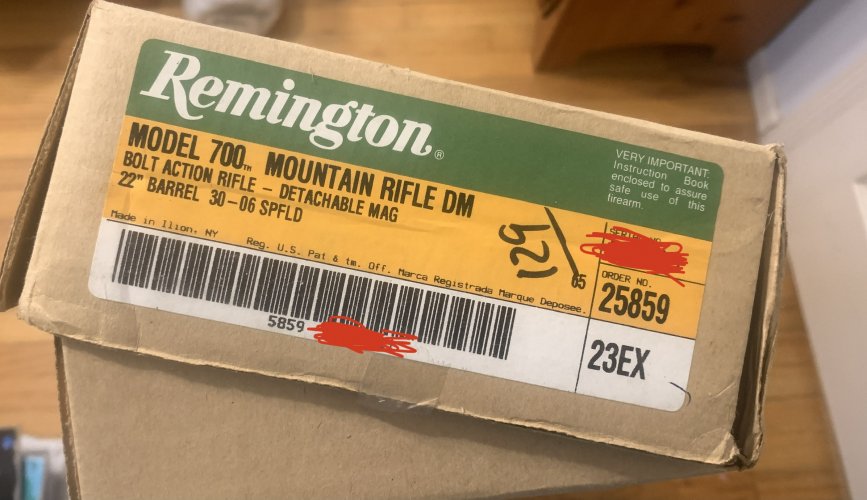 Remington®
VERY IMPORTANT:
Instruction Book
enclosed to assure
safe use of this
firearm.
MODEL 700™ MOUNTAIN RIFLE DM
BOLT ACTION RIFLE - DETACHABLE MAG
22" BARREL 30-06 SPFLD
Made in Ilion, NY
Reg. U.S. Pat & tm. Off. Marca Registrada Marque Deposee.
129
65
ORDER NO.
25859
5859
23EX